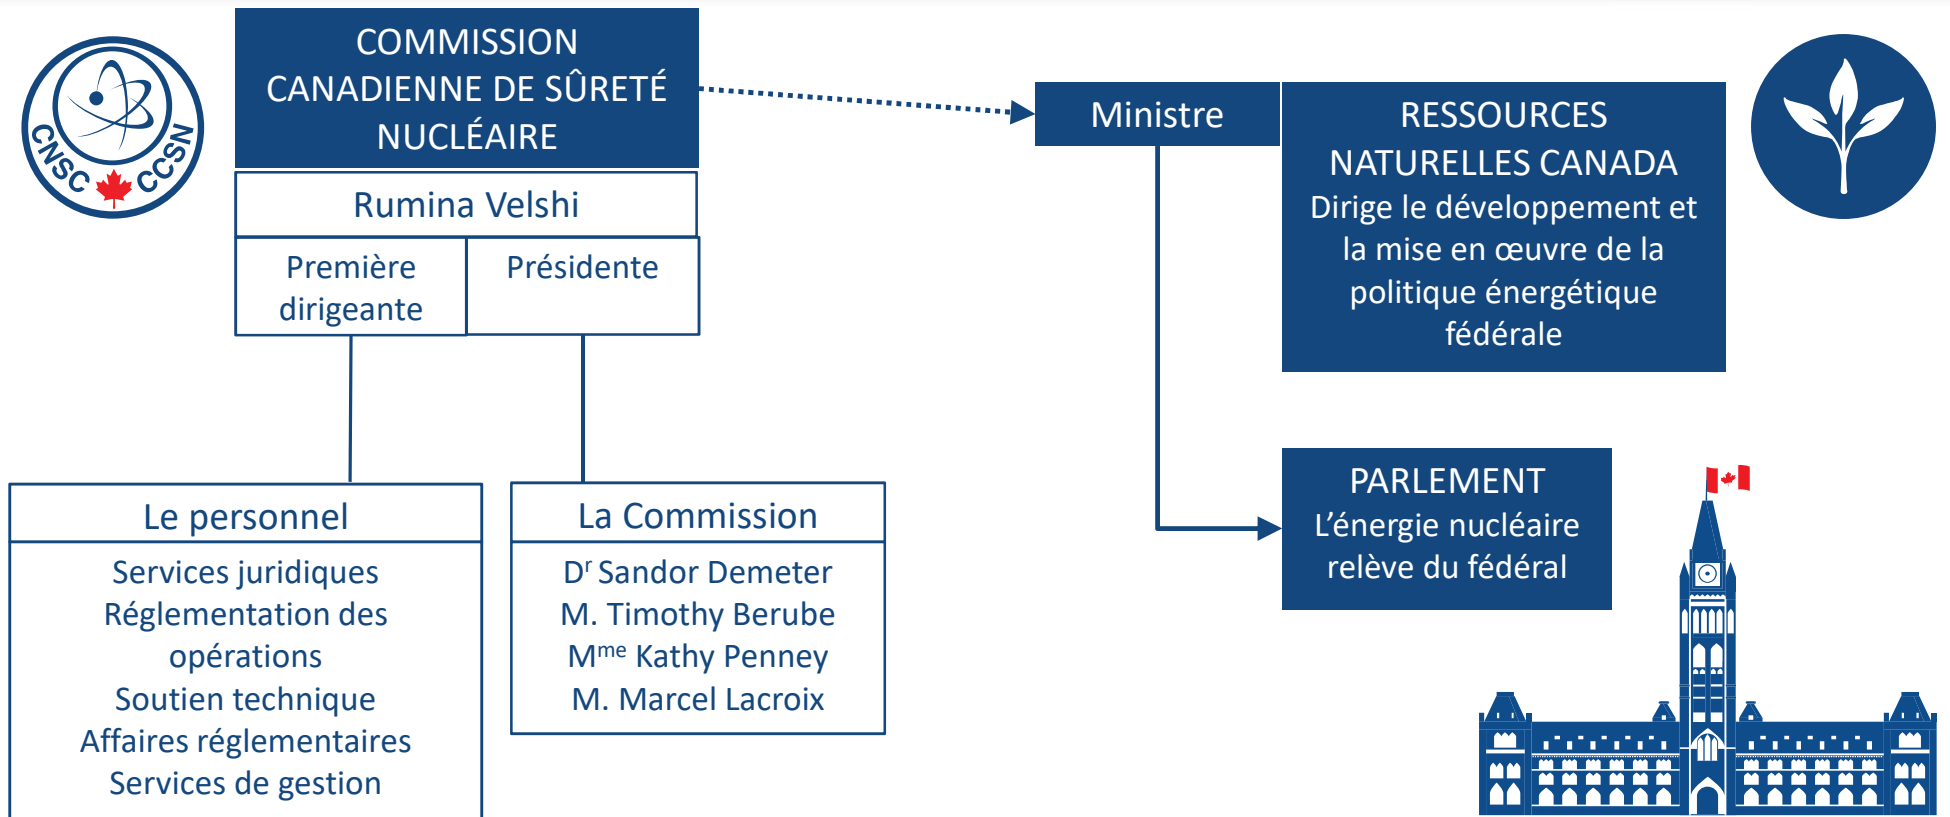 COMMISSION
CANADIENNE DE SÛRETÉ
NUCLÉAIRE
CNSC CCSN
Rumina Velshi
Première
dirigeante
Présidente
Le personnel
Services juridiques
Réglementation des
opérations
Soutien technique
Affaires réglementaires
Services de gestion
La Commission
Dʳ Sandor Demeter
M. Timothy Berube
Mᵐᵉ Kathy Penney
M. Marcel Lacroix
Ministre
RESSOURCES
NATURELLES CANADA
Dirige le développement et
la mise en œuvre de la
politique énergétique
fédérale
PARLEMENT
L’énergie nucléaire
relève du fédéral